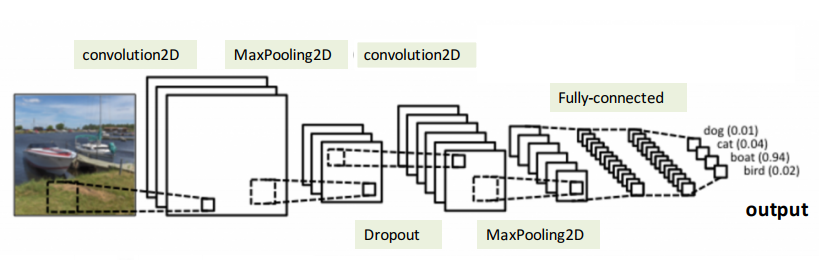 convolution2D
MaxPooling2D
convolution2D
Fully-connected
dog (0.01)
cat (0.04)
boat (0.94)
bird (0.02)
output
Dropout
MaxPooling2D